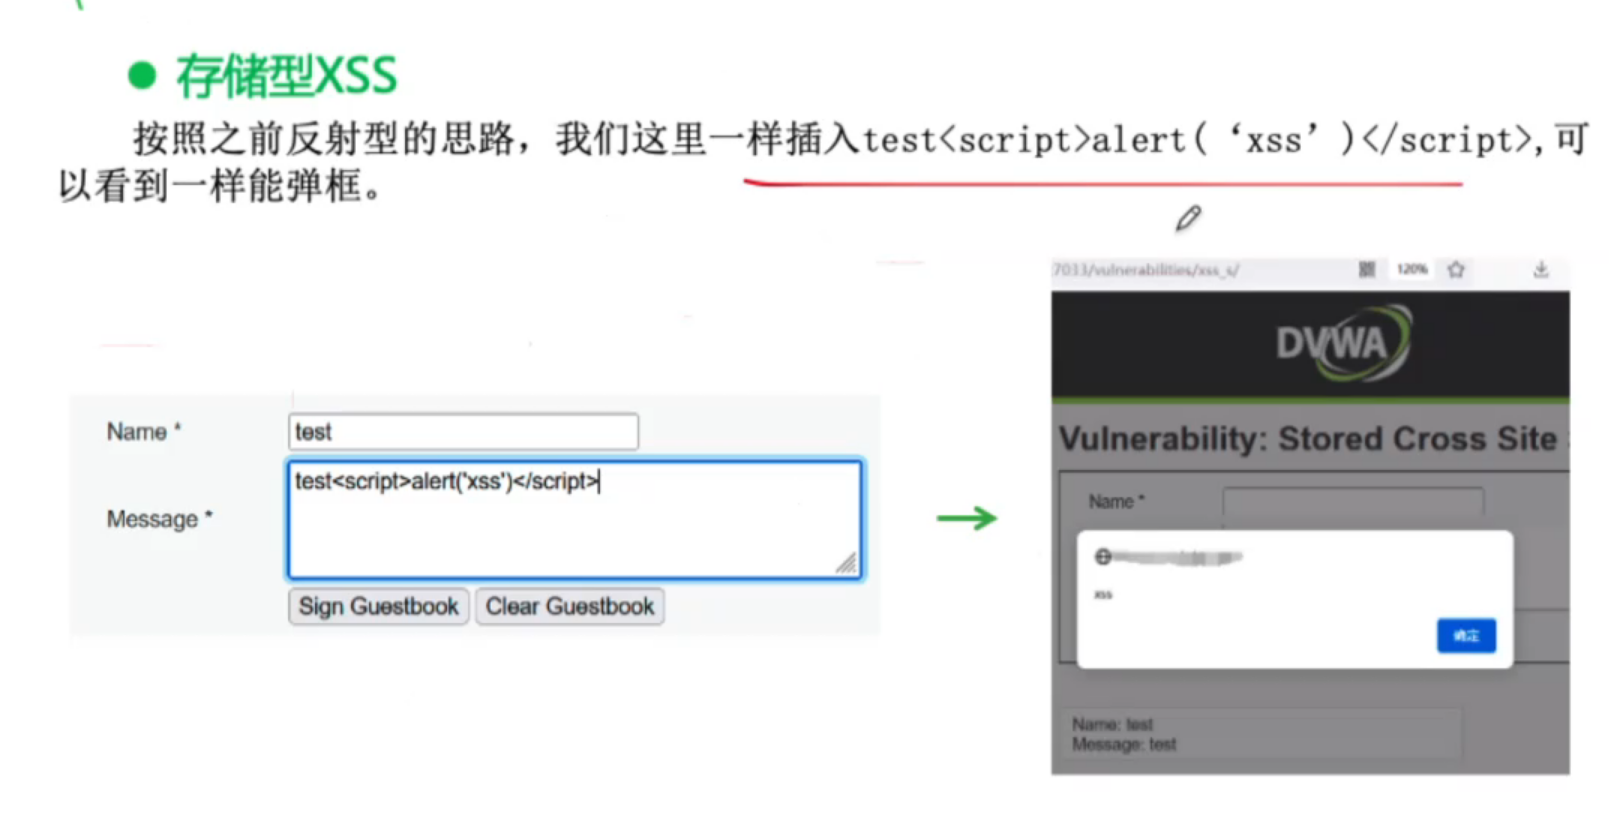 存储型XSS
按照之前反射型的思路，我们这里一样插入test<script>alert(‘xss’)</script>,可
以看到一样能弹框。
7033/vulnerabilities/xss_s/
120%
DVWA
Vulnerability: Stored Cross Site
Name *
test
test<script>alert('xss')</script>
Message *
Sign Guestbook
Clear Guestbook
Name *
xss
确定
Name: test
Message: test